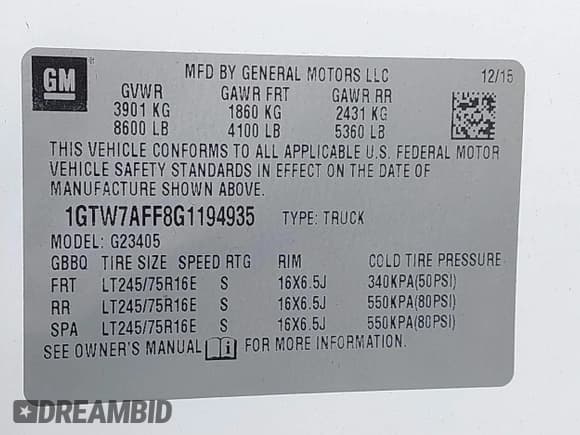 GM
MFD BY GENERAL MOTORS LLC 12/15
GVWR GAWR FRT GAWR RR
3901 KG 1860 KG 2431 KG
8600 LB 4100 LB 5360 LB
THIS VEHICLE CONFORMS TO ALL APPLICABLE U.S. FEDERAL MOTOR
VEHICLE SAFETY STANDARDS IN EFFECT ON THE DATE OF
MANUFACTURE SHOWN ABOVE.
1GTW7AFF8G1194935 TYPE: TRUCK
MODEL: G23405
GBBQ TIRE SIZE SPEED RTG RIM COLD TIRE PRESSURE
FRT LT245/75R16E S 16X6.5J 340KPA(50PSI)
RR LT245/75R16E S 16X6.5J 550KPA(80PSI)
SPA LT245/75R16E S 16X6.5J 550KPA(80PSI)
SEE OWNER'S MANUAL i FOR MORE INFORMATION.
DREAMBID